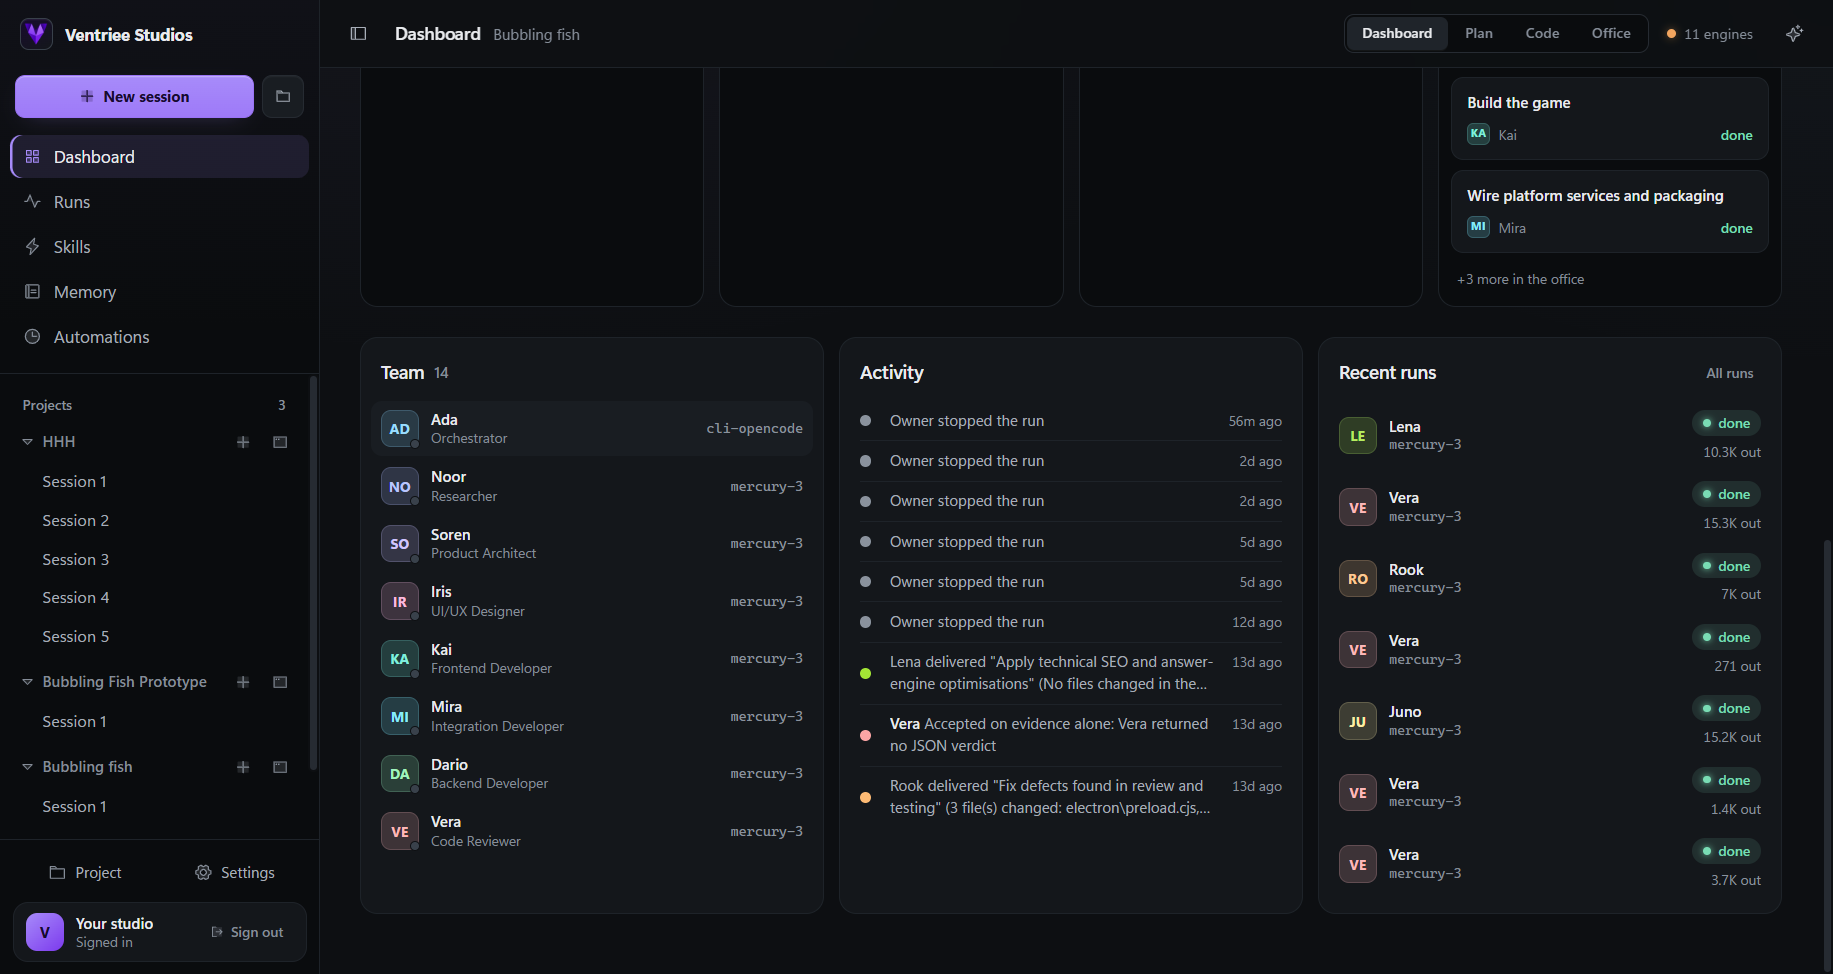 Ventriee Studios
New session
Dashboard
Runs
Skills
Memory
Automations
Projects 3
HHH
Session 1
Session 2
Session 3
Session 4
Session 5
Bubbling Fish Prototype
Session 1
Bubbling fish
Session 1
Project
Settings
V
Your studio
Signed in
Sign out
Dashboard Bubbling fish
Dashboard
Plan
Code
Office
11 engines
Build the game
KA Kai done
Wire platform services and packaging
MI Mira done
+3 more in the office
Team 14
AD
Ada
Orchestrator
cli-opencode
NO
Noor
Researcher
mercury-3
SO
Soren
Product Architect
mercury-3
IR
Iris
UI/UX Designer
mercury-3
KA
Kai
Frontend Developer
mercury-3
MI
Mira
Integration Developer
mercury-3
DA
Dario
Backend Developer
mercury-3
VE
Vera
Code Reviewer
mercury-3
Activity
Owner stopped the run 56m ago
Owner stopped the run 2d ago
Owner stopped the run 2d ago
Owner stopped the run 5d ago
Owner stopped the run 5d ago
Owner stopped the run 12d ago
Lena delivered "Apply technical SEO and answer- 13d ago
engine optimisations" (No files changed in the...
Vera Accepted on evidence alone: Vera returned 13d ago
no JSON verdict
Rook delivered "Fix defects found in review and 13d ago
testing" (3 file(s) changed: electron\preload.cjs,...
Recent runs
All runs
LE
Lena
mercury-3
done
10.3K out
VE
Vera
mercury-3
done
15.3K out
RO
Rook
mercury-3
done
7K out
VE
Vera
mercury-3
done
271 out
JU
Juno
mercury-3
done
15.2K out
VE
Vera
mercury-3
done
1.4K out
VE
Vera
mercury-3
done
3.7K out